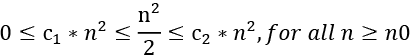 0 ≤ c₁ * n² ≤ n²/2 ≤ c₂ * n², for all n ≥ n0